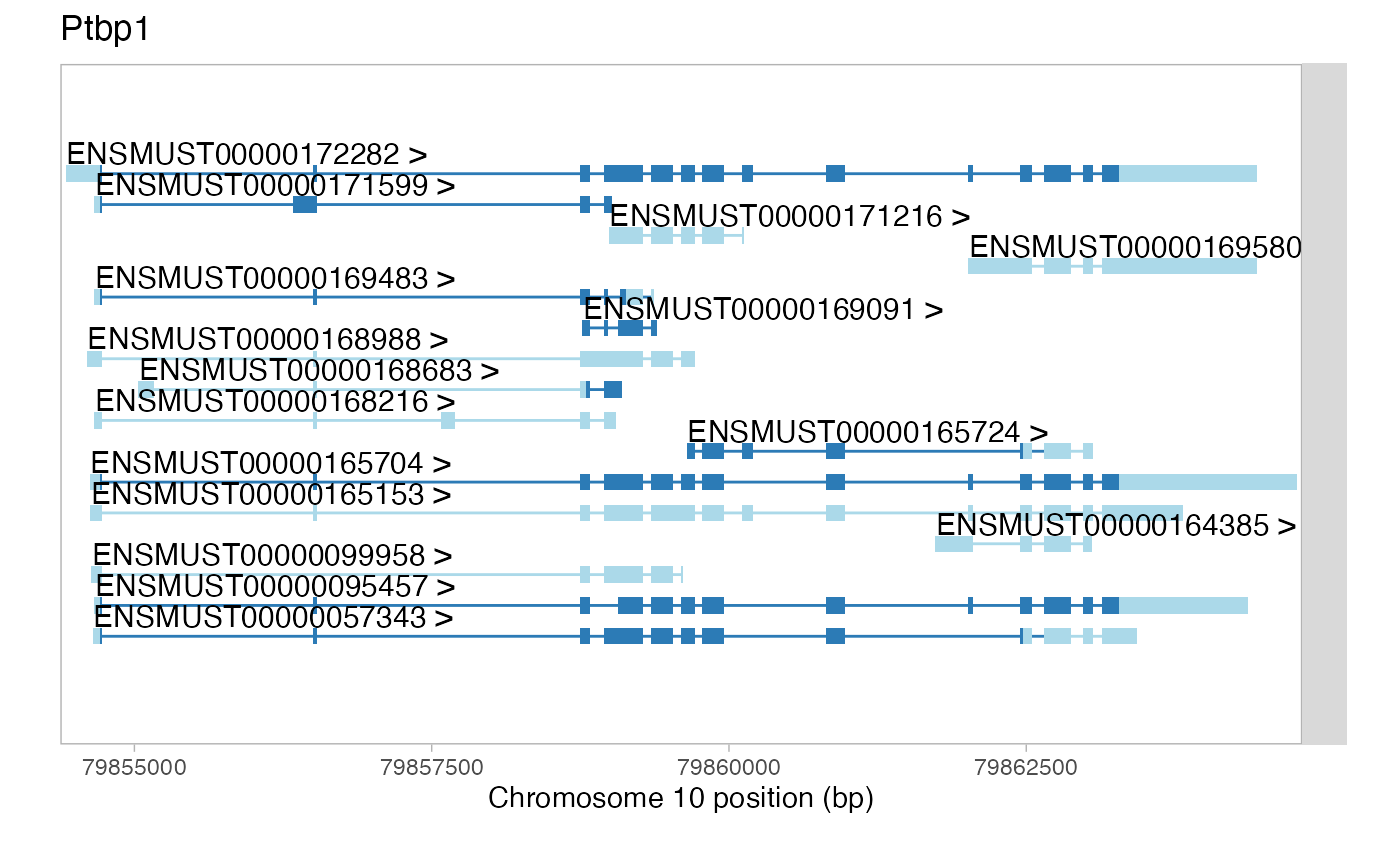 Ptbp1
ENSMUST00000172282 >
ENSMUST00000171599 >
ENSMUST00000171216 >
ENSMUST00000169580
ENSMUST00000169483 >
ENSMUST00000169091 >
ENSMUST00000168988 >
ENSMUST00000168683 >
ENSMUST00000168216 >
ENSMUST00000165724 >
ENSMUST00000165704 >
ENSMUST00000165153 >
ENSMUST00000164385 >
ENSMUST00000099958 >
ENSMUST00000095457 >
ENSMUST00000057343 >
79855000 79857500 79860000 79862500
Chromosome 10 position (bp)